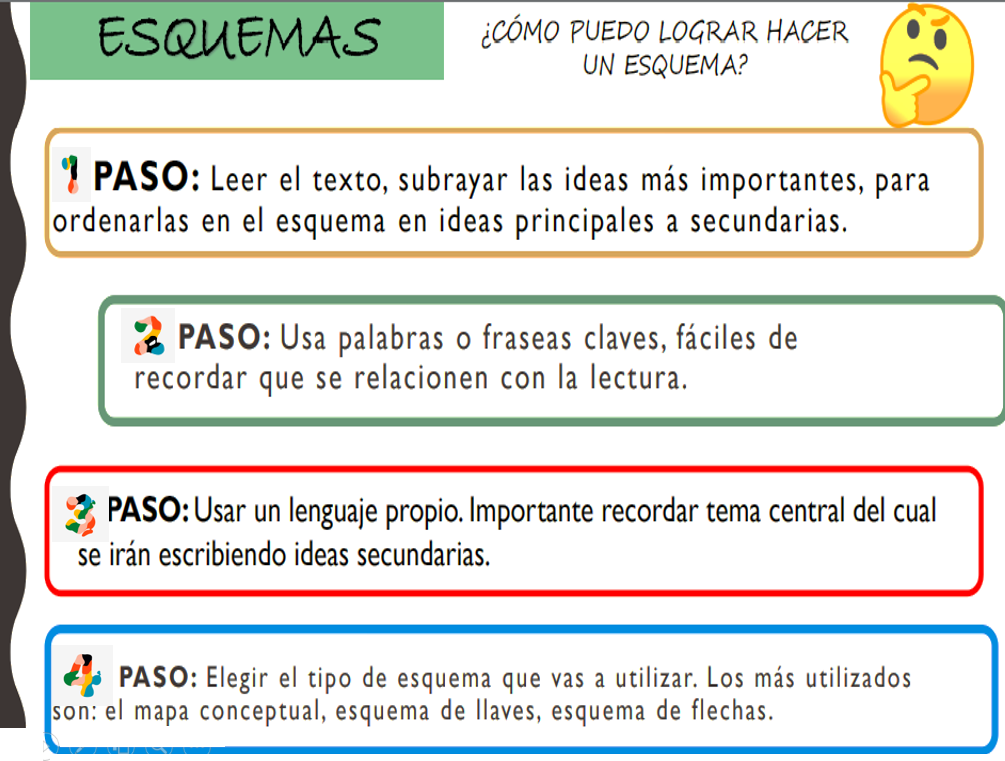 ESQUEMAS
¿CÓMO PUEDO LOGRAR HACER
UN ESQUEMA?
1 PASO: Leer el texto, subrayar las ideas más importantes, para
ordenarlas en el esquema en ideas principales a secundarias.
2 PASO: Usa palabras o fraseas claves, fáciles de
recordar que se relacionen con la lectura.
3 PASO: Usar un lenguaje propio. Importante recordar tema central del cual
se irán escribiendo ideas secundarias.
4 PASO: Elegir el tipo de esquema que vas a utilizar. Los más utilizados
son: el mapa conceptual, esquema de llaves, esquema de flechas.